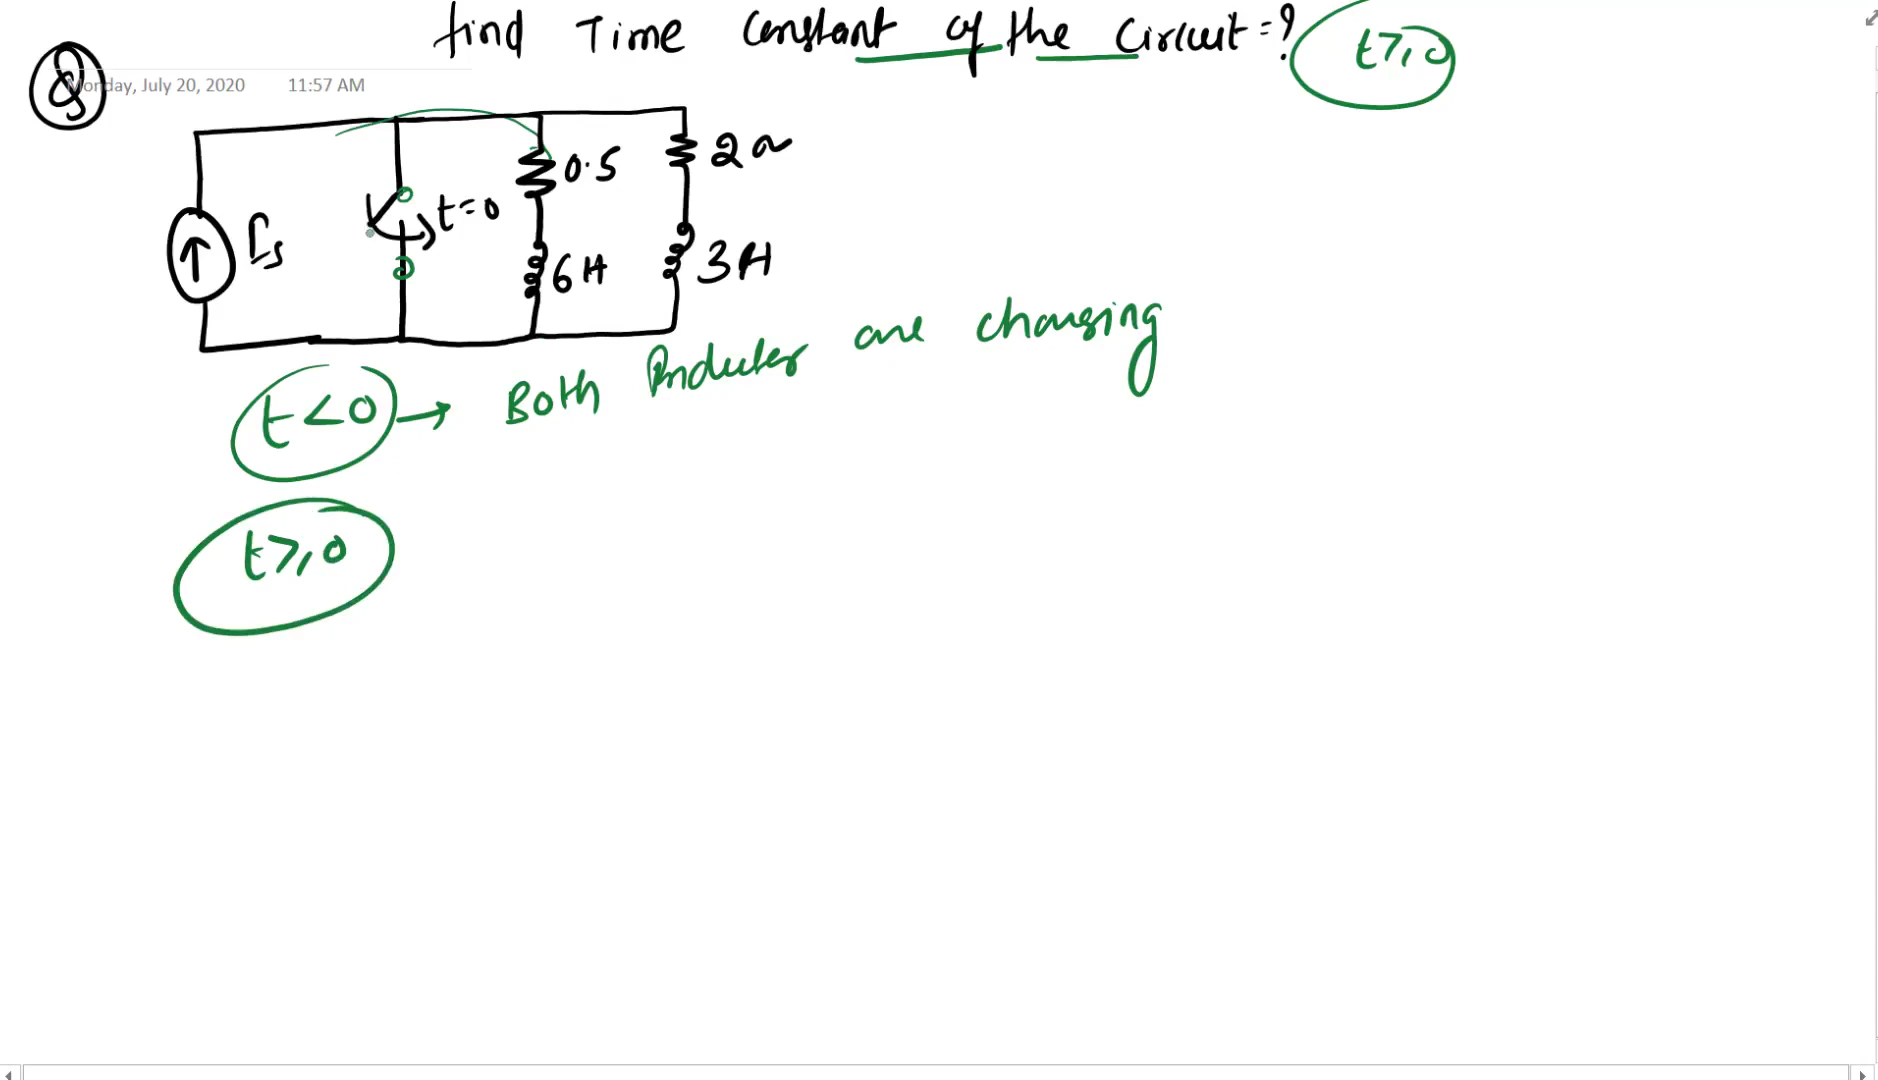 find Time Constant of the Circuit = ? t ≥ 0
Q
Monday, July 20, 2020 11:57 AM
Is
t=0
0.5
2Ω
6H
3H
t<0 → Both Inductor are charging
t ≥ 0